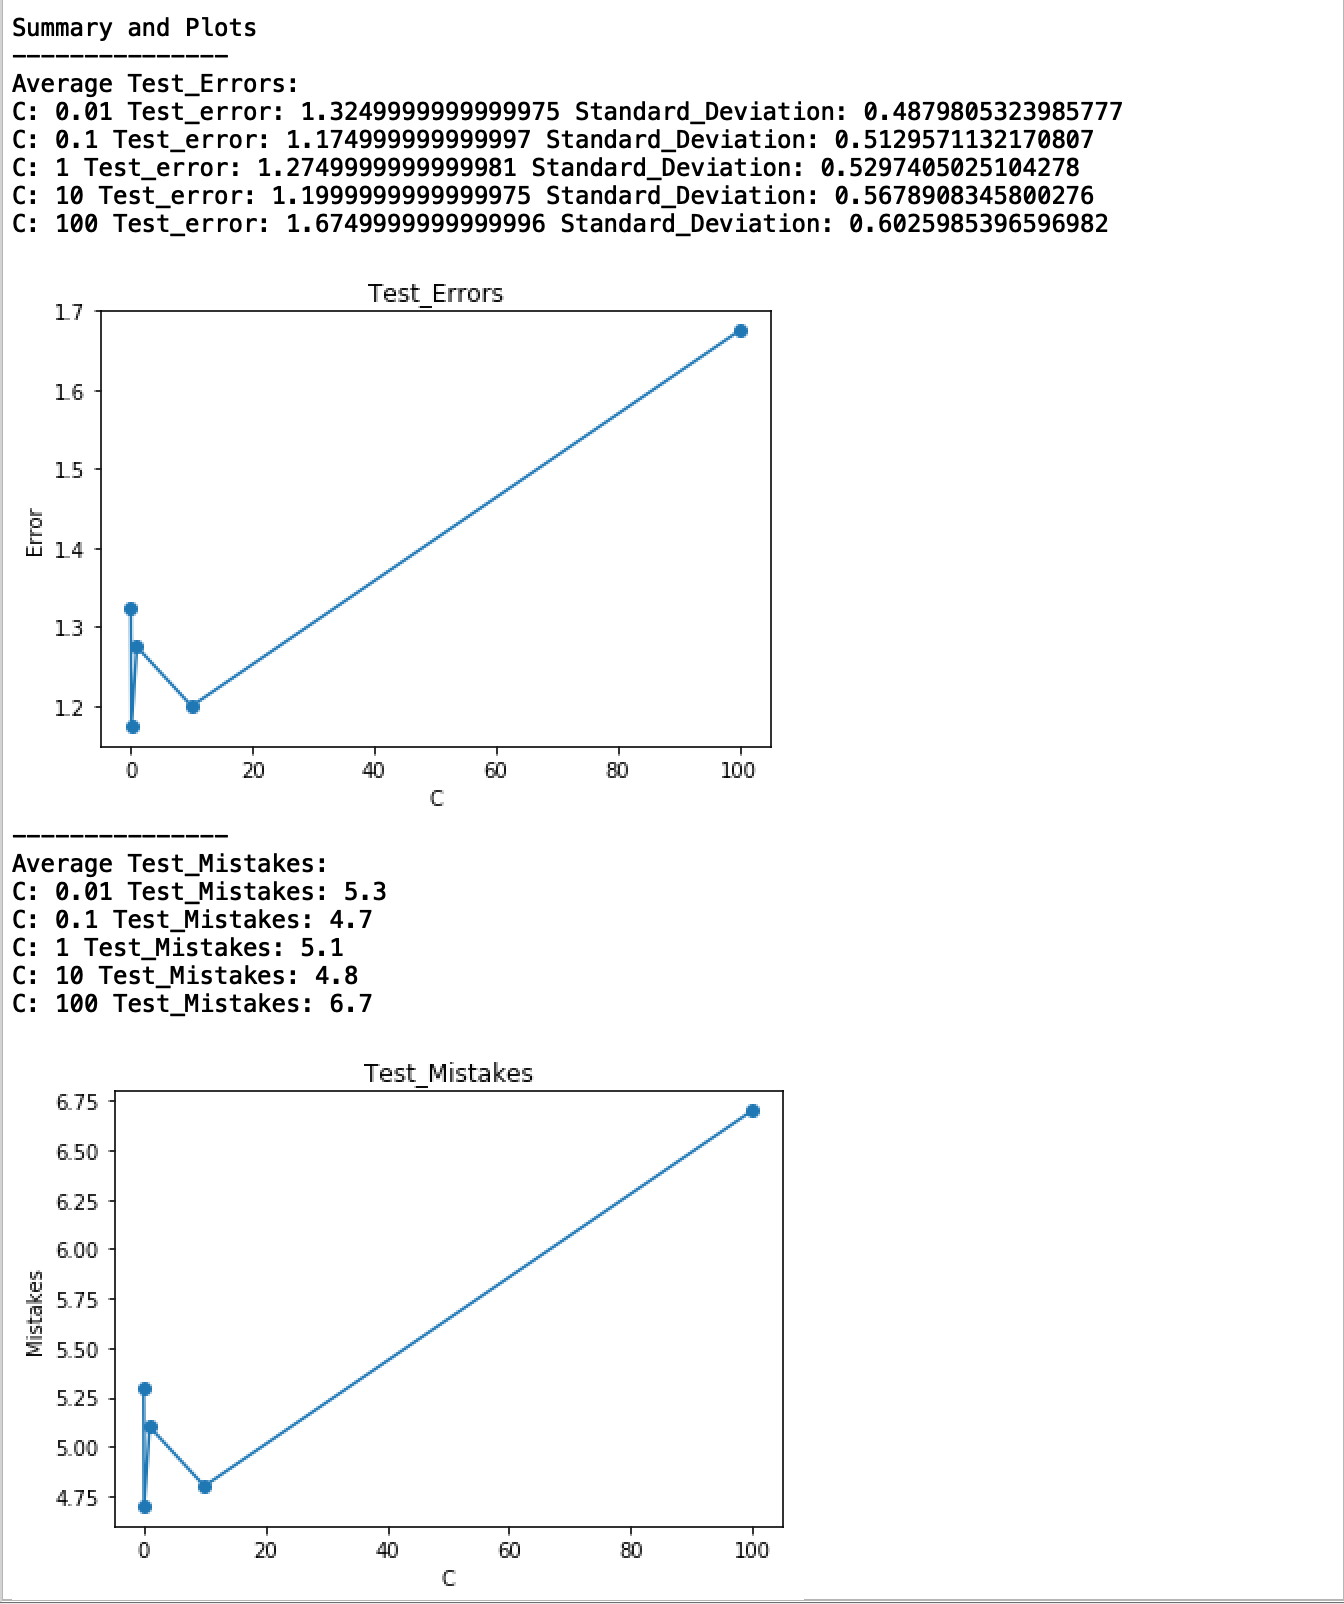 Summary and Plots
---------------
Average Test_Errors:
C: 0.01 Test_error: 1.3249999999999975 Standard_Deviation: 0.4879805323985777
C: 0.1 Test_error: 1.174999999999997 Standard_Deviation: 0.5129571132170807
C: 1 Test_error: 1.2749999999999981 Standard_Deviation: 0.5297405025104278
C: 10 Test_error: 1.1999999999999975 Standard_Deviation: 0.5678908345800276
C: 100 Test_error: 1.6749999999999996 Standard_Deviation: 0.6025985396596982
Test_Errors
1.7
1.6
1.5
1.4
1.3
1.2
Error
0 20 40 60 80 100
C
---------------
Average Test_Mistakes:
C: 0.01 Test_Mistakes: 5.3
C: 0.1 Test_Mistakes: 4.7
C: 1 Test_Mistakes: 5.1
C: 10 Test_Mistakes: 4.8
C: 100 Test_Mistakes: 6.7
Test_Mistakes
6.75
6.50
6.25
6.00
5.75
5.50
5.25
5.00
4.75
Mistakes
0 20 40 60 80 100
C